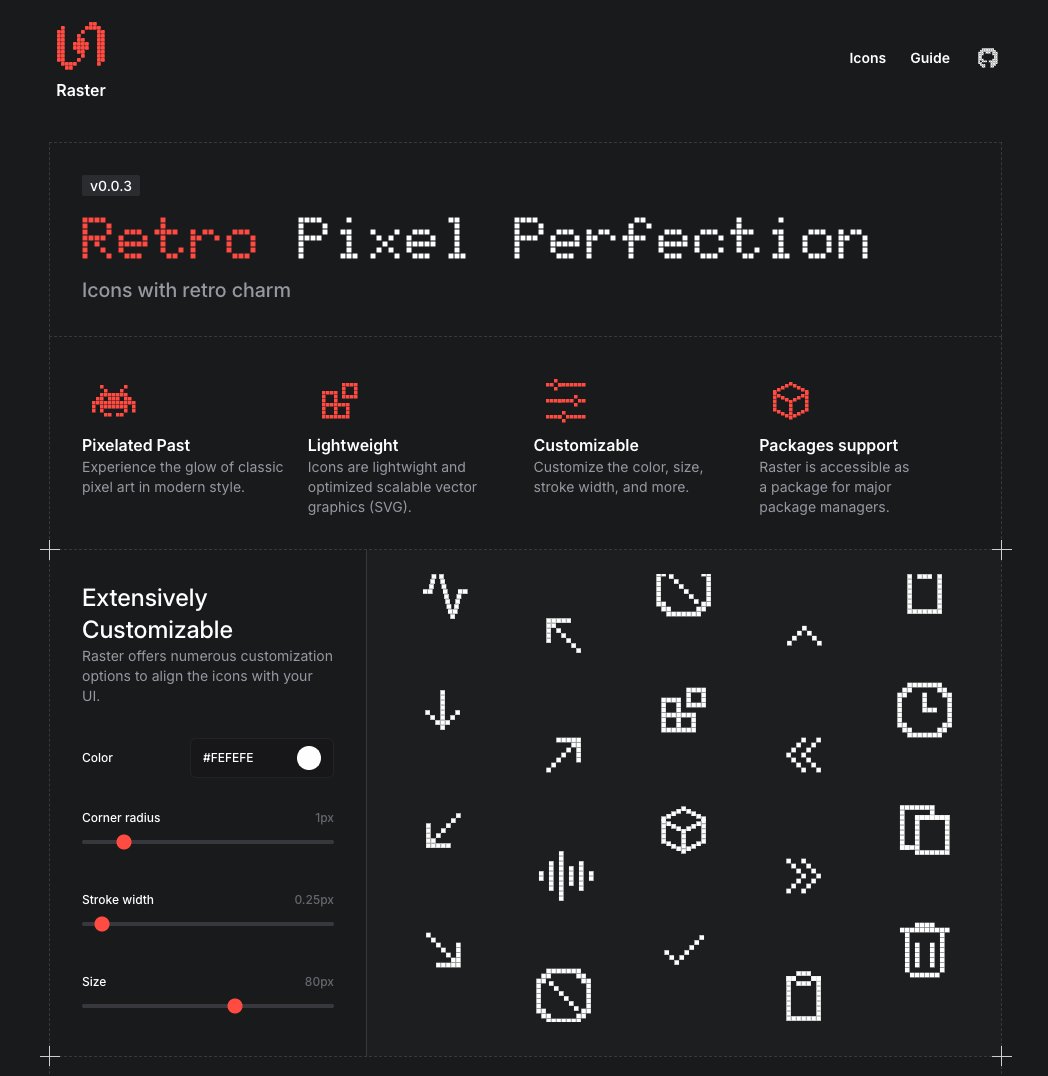 Raster
Icons
Guide
v0.0.3
Retro Pixel Perfection
Icons with retro charm
Pixelated Past
Experience the glow of classic
pixel art in modern style.
Lightweight
Icons are lightwight and
optimized scalable vector
graphics (SVG).
Customizable
Customize the color, size,
stroke width, and more.
Packages support
Raster is accessible as
a package for major
package managers.
Extensively
Customizable
Raster offers numerous customization
options to align the icons with your
UI.
Color
#FEFEFE
Corner radius
1px
Stroke width
0.25px
Size
80px